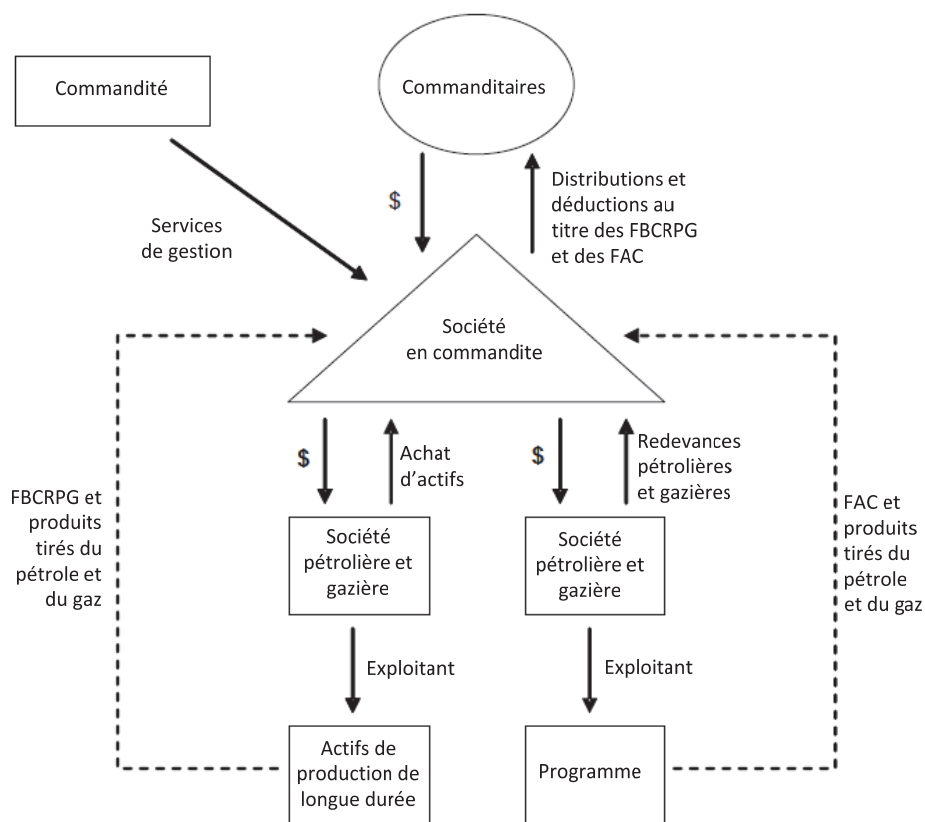 Commandité
Commanditaires
$
Distributions et
déductions au
titre des FBCRPG
et des FAC
Services
de gestion
Société
en commandite
$
Achat
d’actifs
$
Redevances
pétrolières
et gazières
FBCRPG et
produits
tirés du
pétrole et
du gaz
Société
pétrolière et
gazière
Société
pétrolière et
gazière
FAC et
produits
tirés du
pétrole
et du gaz
Exploitant
Exploitant
Actifs de
production de
longue durée
Programme